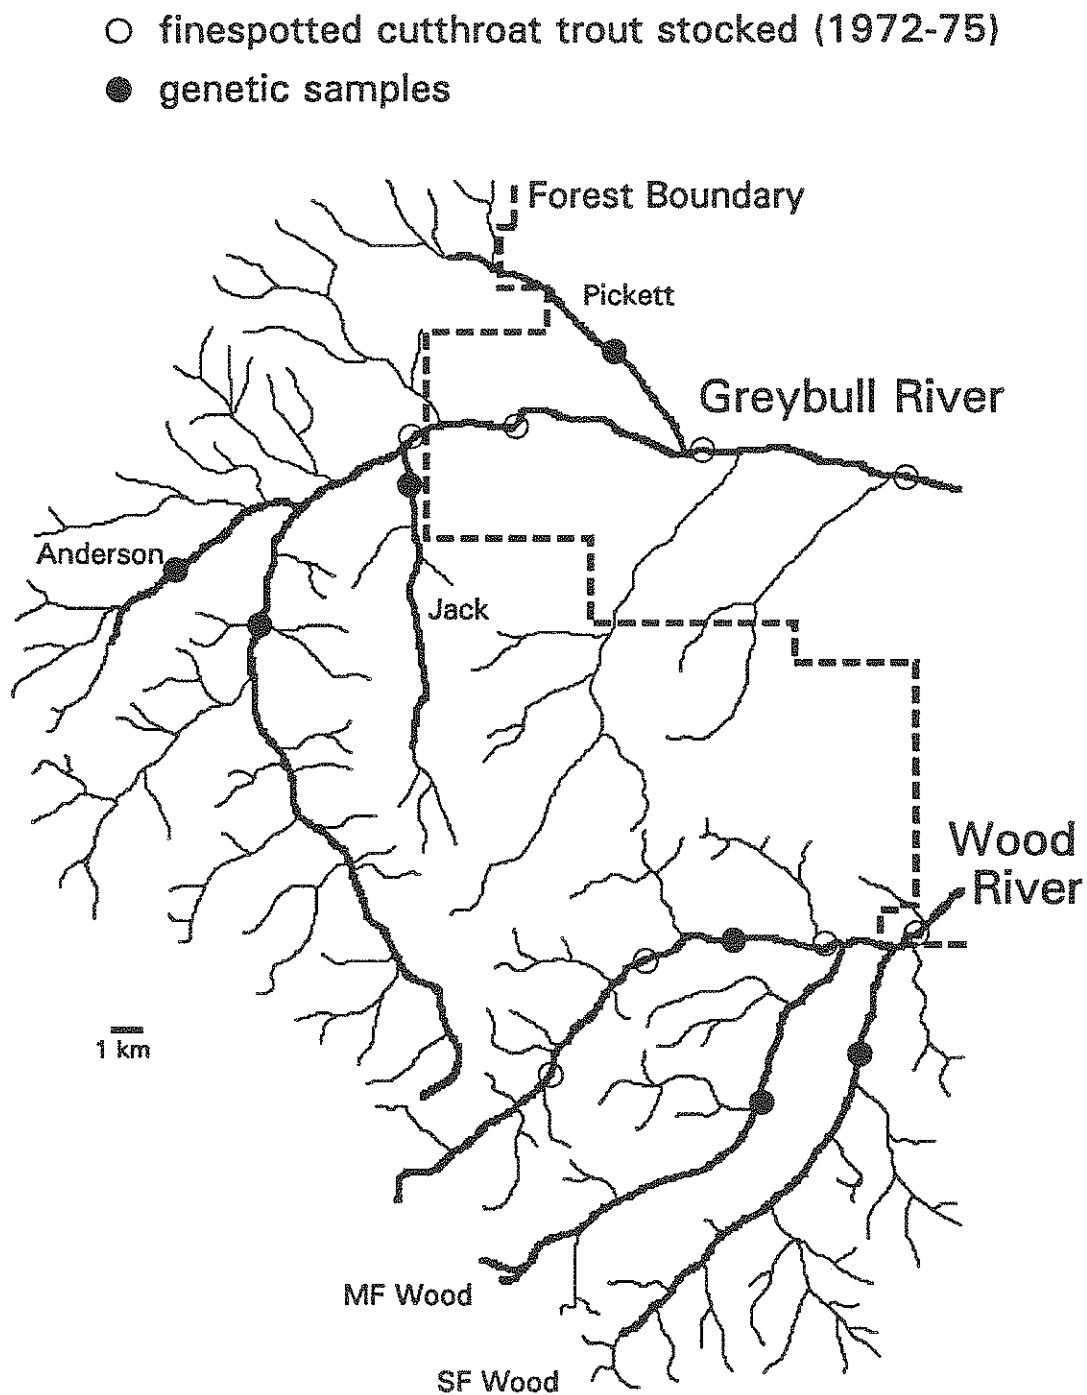 finespotted cutthroat trout stocked (1972-75)
genetic samples
Forest Boundary
Pickett
Greybull River
Anderson
Jack
Wood
River
1 km
MF Wood
SF Wood